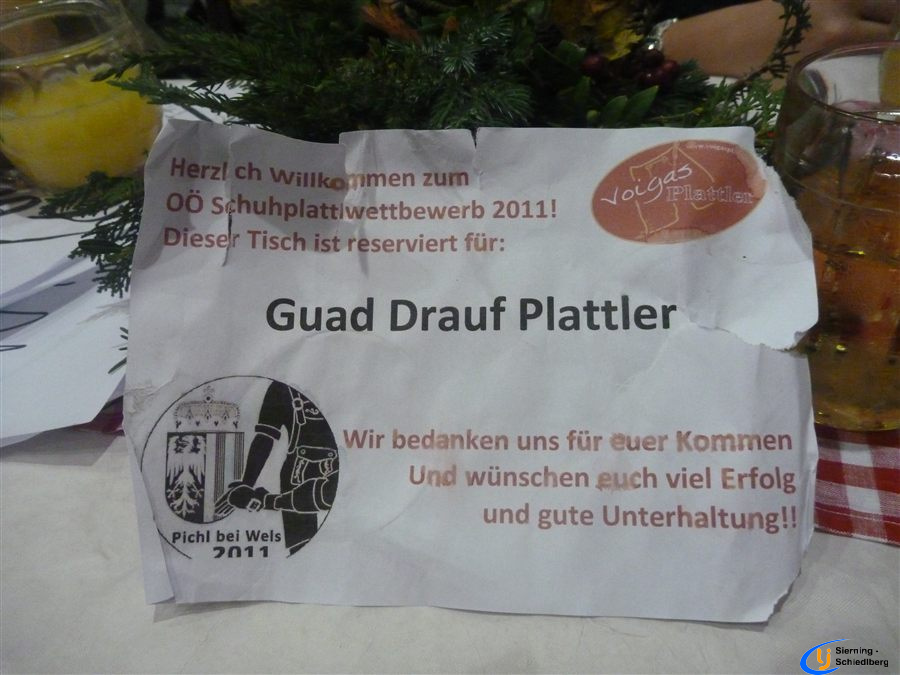 Herzlich Willkommen zum
OÖ Schuhplattlwettbewerb 2011!
Dieser Tisch ist reserviert für:
Voigas
Plattler
Guad Drauf Plattler
Wir bedanken uns für euer Kommen
Und wünschen euch viel Erfolg
und gute Unterhaltung!!
Pichl bei Wels
2011
lj Sierning -
Schiedlberg